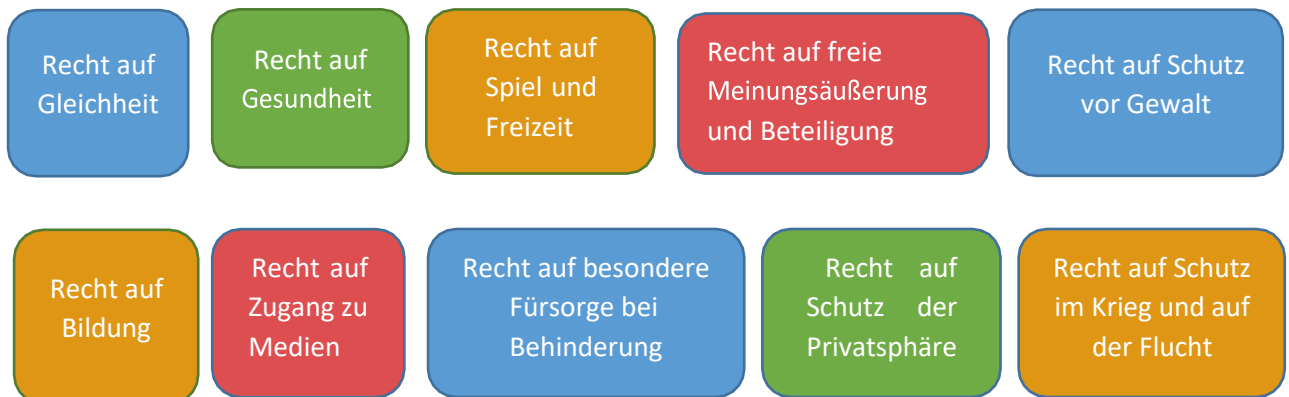 Recht auf
Gleichheit
Recht auf
Gesundheit
Recht auf
Spiel und
Freizeit
Recht auf freie
Meinungsäußerung
und Beteiligung
Recht auf Schutz
vor Gewalt
Recht auf
Bildung
Recht auf
Zugang zu
Medien
Recht auf besondere
Fürsorge bei
Behinderung
Recht auf
Schutz der
Privatsphäre
Recht auf Schutz
im Krieg und auf
der Flucht